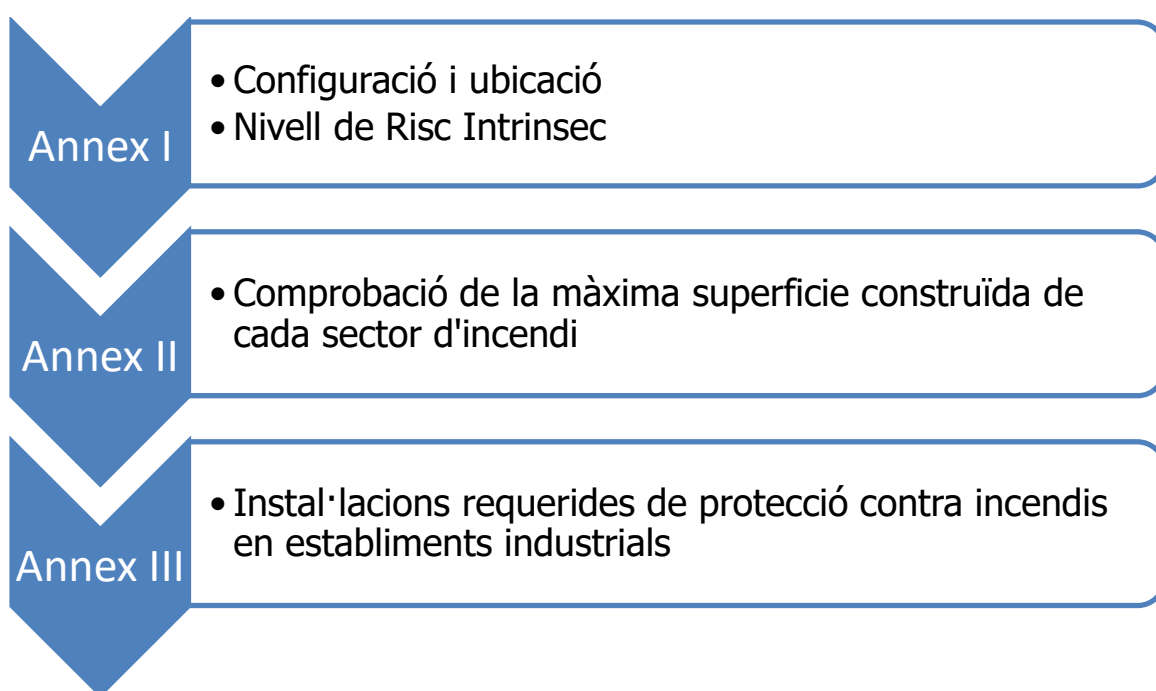 Annex I
• Configuració i ubicació
• Nivell de Risc Intrinsec
Annex II
• Comprobació de la màxima superficie construïda de
cada sector d'incendi
Annex III
• Instal·lacions requerides de protecció contra incendis
en establiments industrials